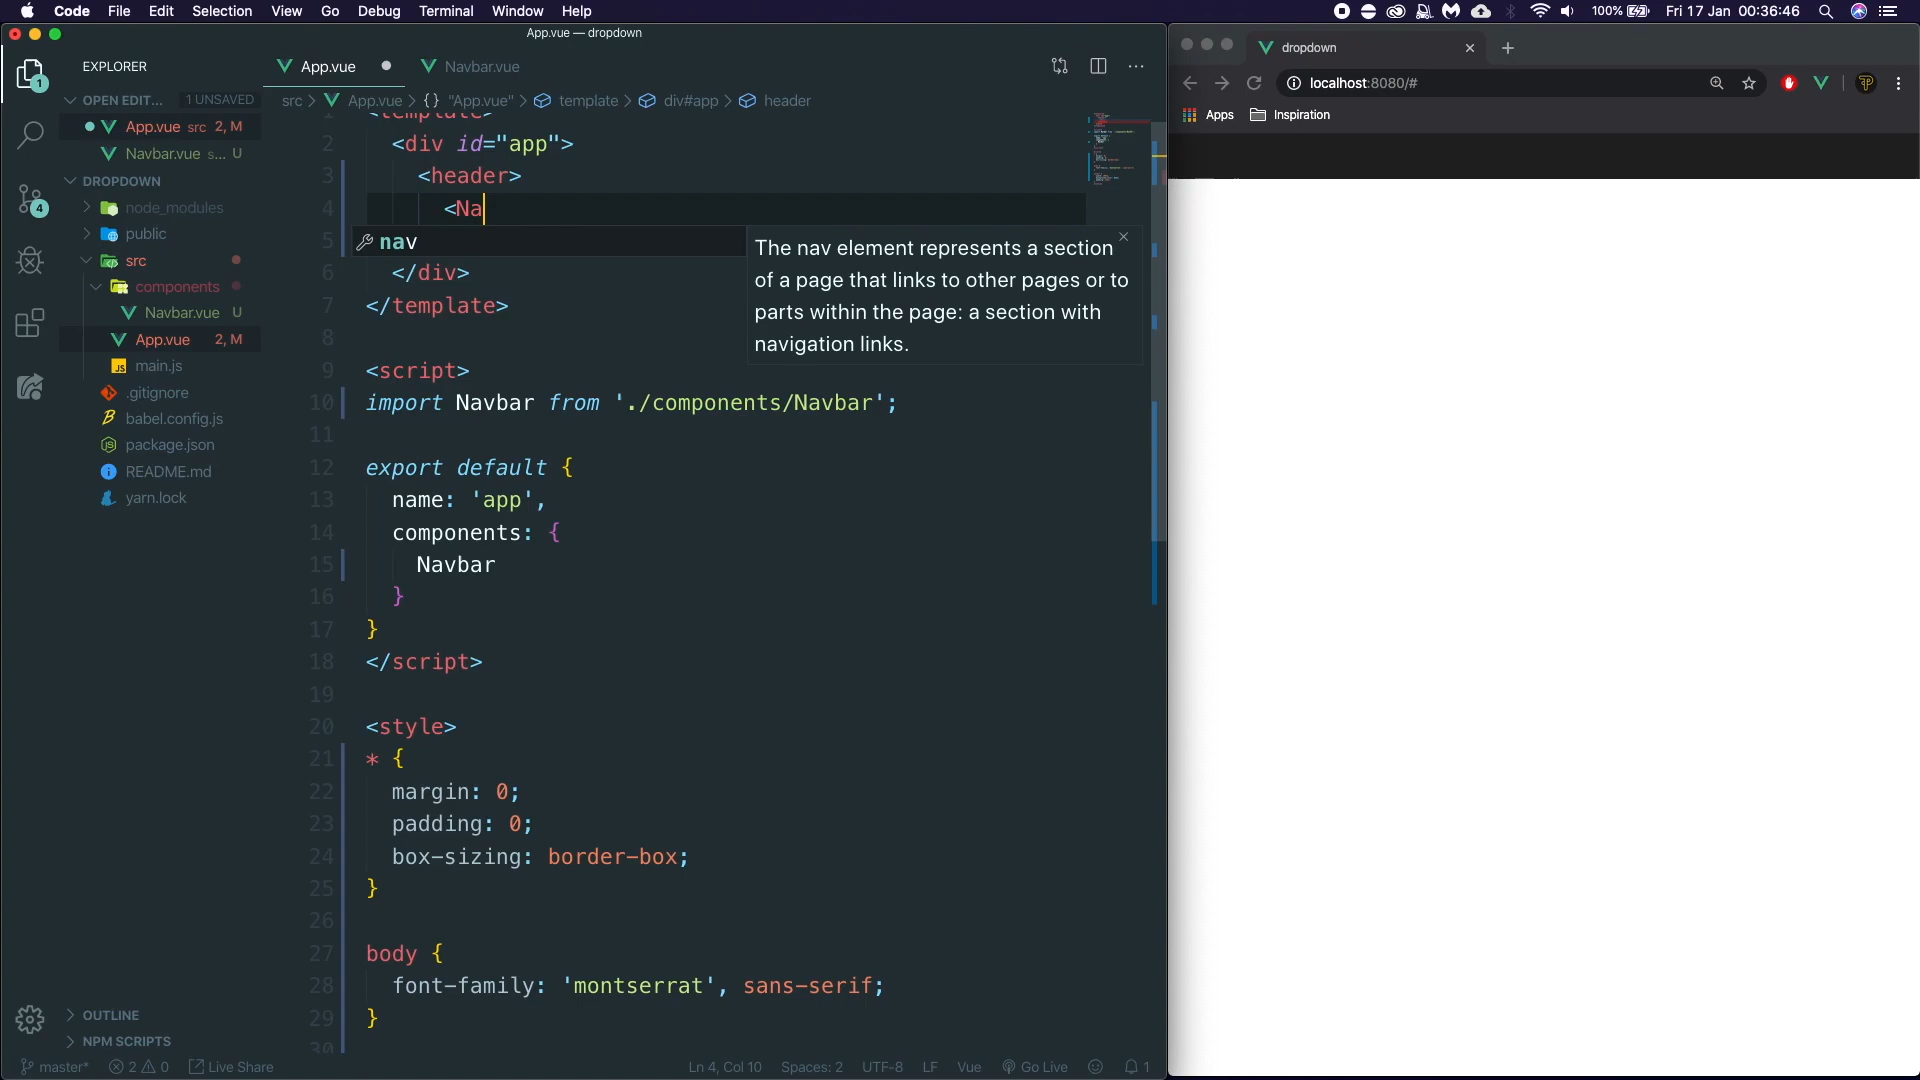 Code File Edit Selection View Go Debug Terminal Window Help
100% Fri 17 Jan 00:36:46
App.vue — dropdown
EXPLORER
OPEN EDIT... 1 UNSAVED
App.vue src 2, M
Navbar.vue s... U
DROPDOWN
node_modules
public
src
components
Navbar.vue U
App.vue 2, M
main.js
.gitignore
babel.config.js
package.json
README.md
yarn.lock
OUTLINE
NPM SCRIPTS
1
4
App.vue
Navbar.vue
src > App.vue > {} "App.vue" > template > div#app > header
1 <template>
2 <div id="app">
3 <header>
4 <Na
5
6 </div>
7 </template>
8
9 <script>
10 import Navbar from './components/Navbar';
11
12 export default {
13 name: 'app',
14 components: {
15 Navbar
16 }
17 }
18 </script>
19
20 <style>
21 * {
22 margin: 0;
23 padding: 0;
24 box-sizing: border-box;
25 }
26
27 body {
28 font-family: 'montserrat', sans-serif;
29 }
30
nav
The nav element represents a section
of a page that links to other pages or to
parts within the page: a section with
navigation links.
master* 2 0 Live Share
Ln 4, Col 10 Spaces: 2 UTF-8 LF Vue Go Live 1
dropdown
localhost:8080/#
Apps Inspiration